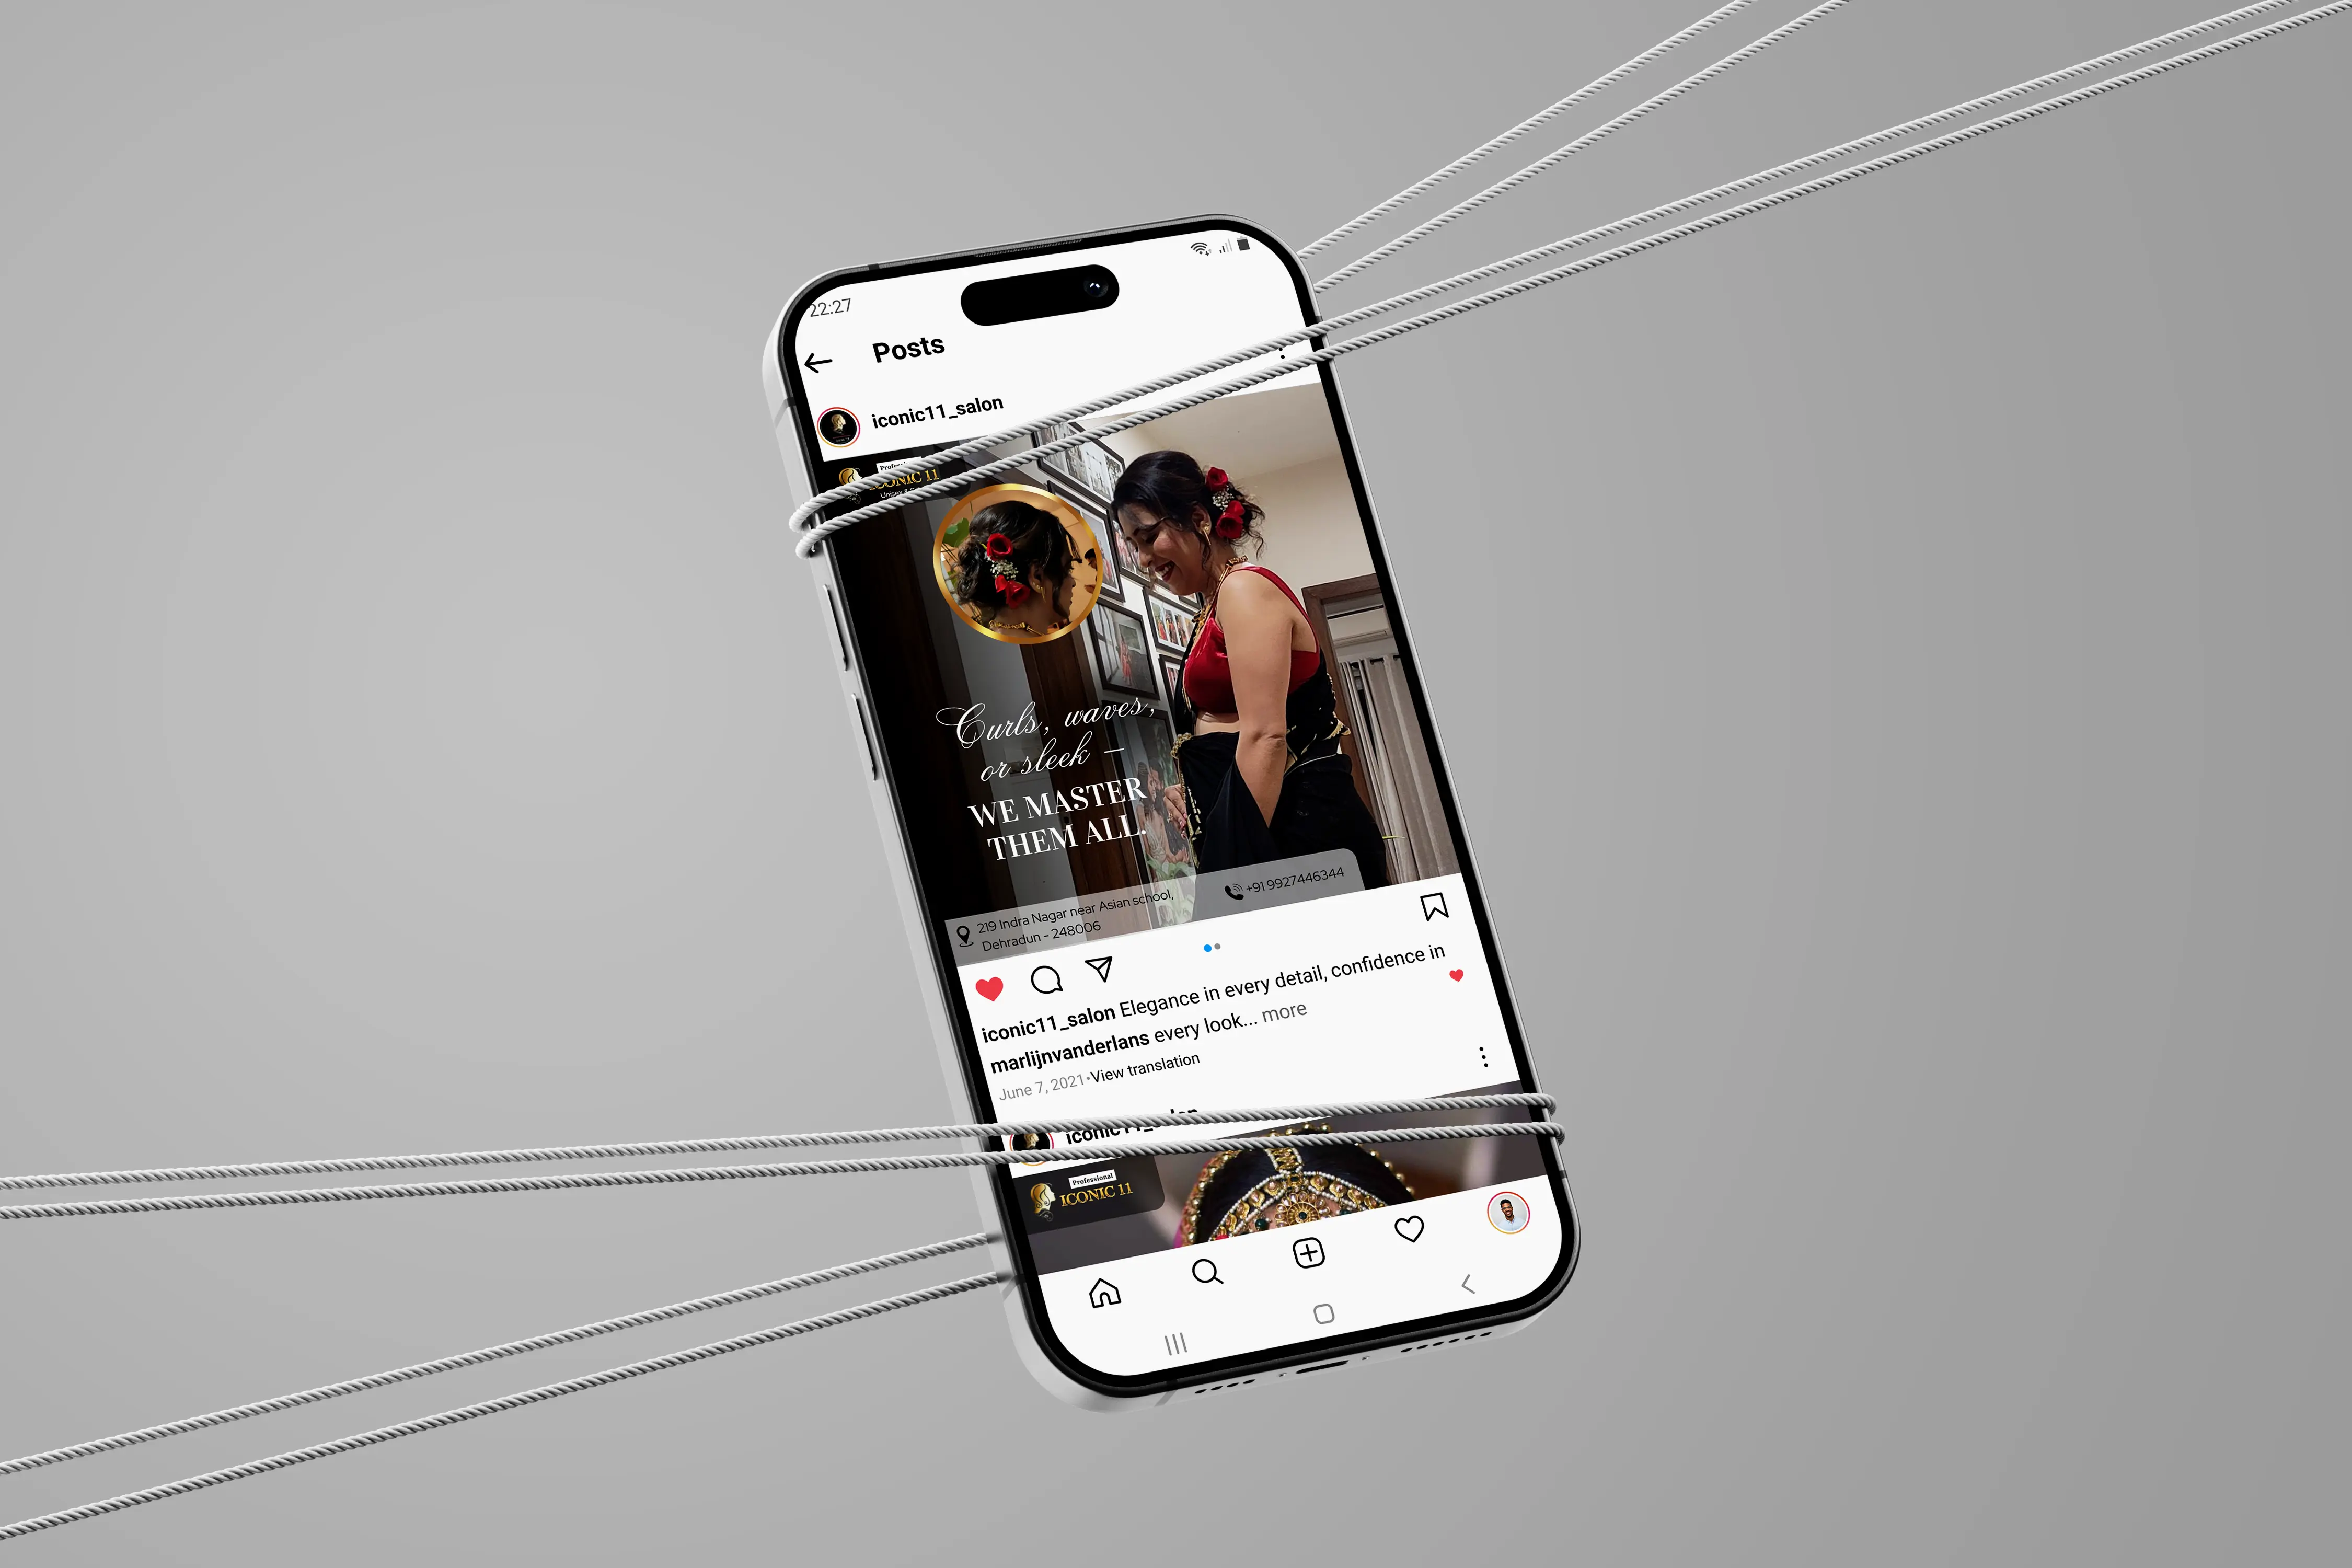 22:27
Posts
iconic11_salon
ICONIC 11
Curls, waves,
or sleek –
WE MASTER
THEM ALL.
219 Indra Nagar near Asian school,
Dehradun - 248006
+91 9927446344
iconic11_salon Elegance in every detail, confidence in
marlijnvanderlans every look... more
June 7, 2021•View translation
iconic11_salon
Professional
ICONIC 11